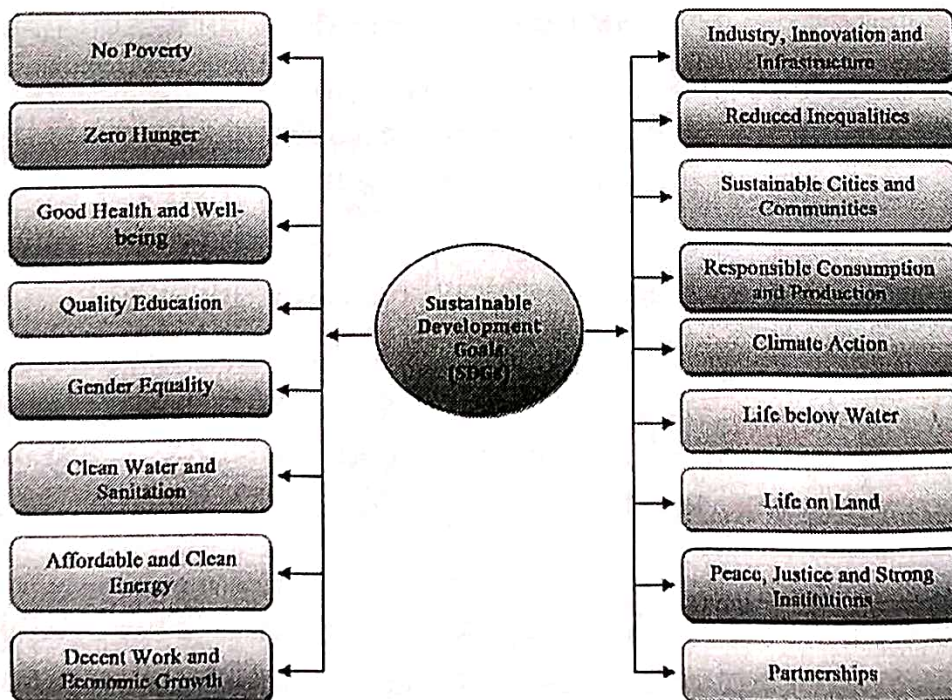 No Poverty
Zero Hunger
Good Health and Well-
being
Quality Education
Gender Equality
Clean Water and
Sanitation
Affordable and Clean
Energy
Decent Work and
Economic Growth
Sustainable
Development
Goals
(SDGs)
Industry, Innovation and
Infrastructure
Reduced Inequalities
Sustainable Cities and
Communities
Responsible Consumption
and Production
Climate Action
Life below Water
Life on Land
Peace, Justice and Strong
Institutions
Partnerships